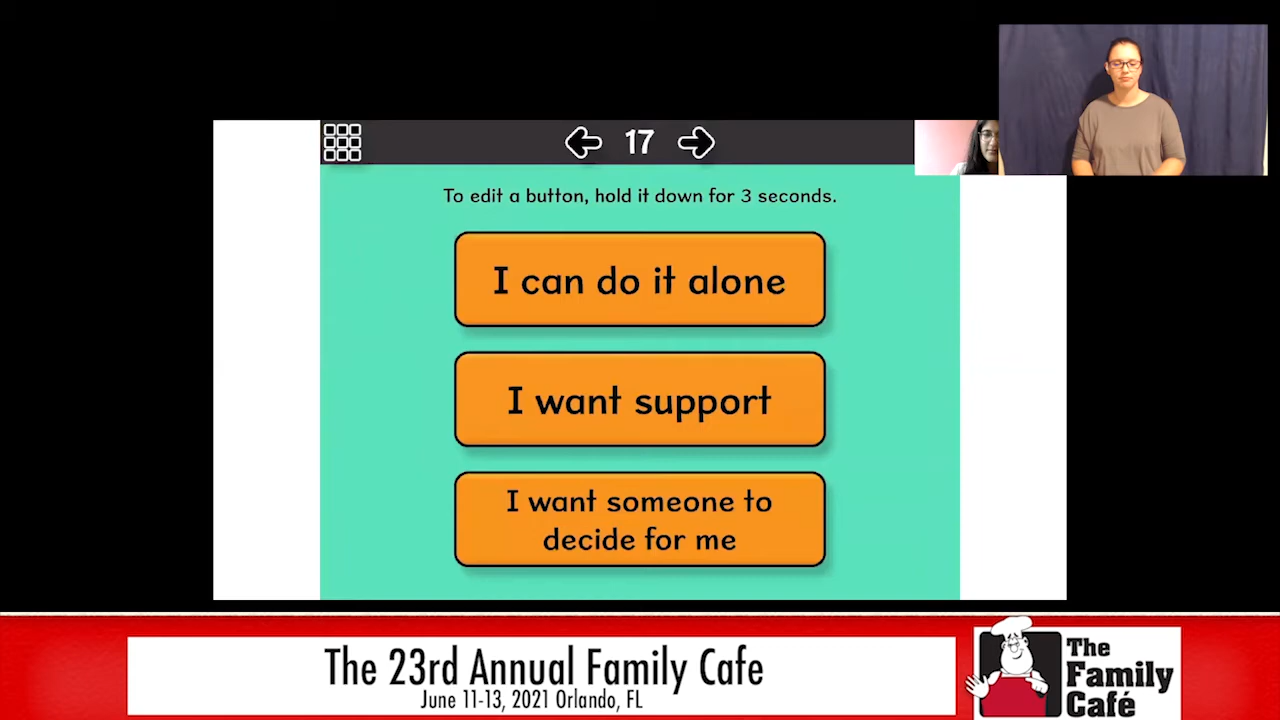 17
To edit a button, hold it down for 3 seconds.
I can do it alone
I want support
I want someone to
decide for me
The 23rd Annual Family Cafe
June 11-13, 2021 Orlando, FL
The
Family
Café